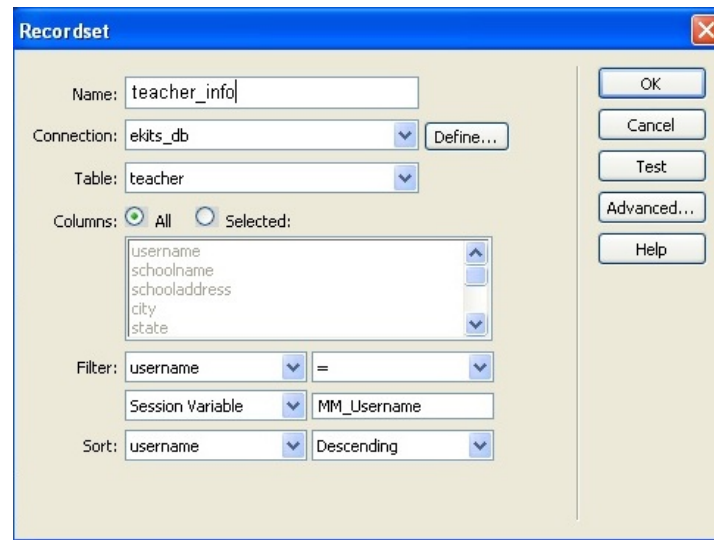 Recordset
Name: teacher_info
Connection: ekits_db Define...
Table: teacher
Columns: All Selected:
username
schoolname
schooladdress
city
state
Filter: username =
Session Variable MM_Username
Sort: username Descending
OK
Cancel
Test
Advanced...
Help